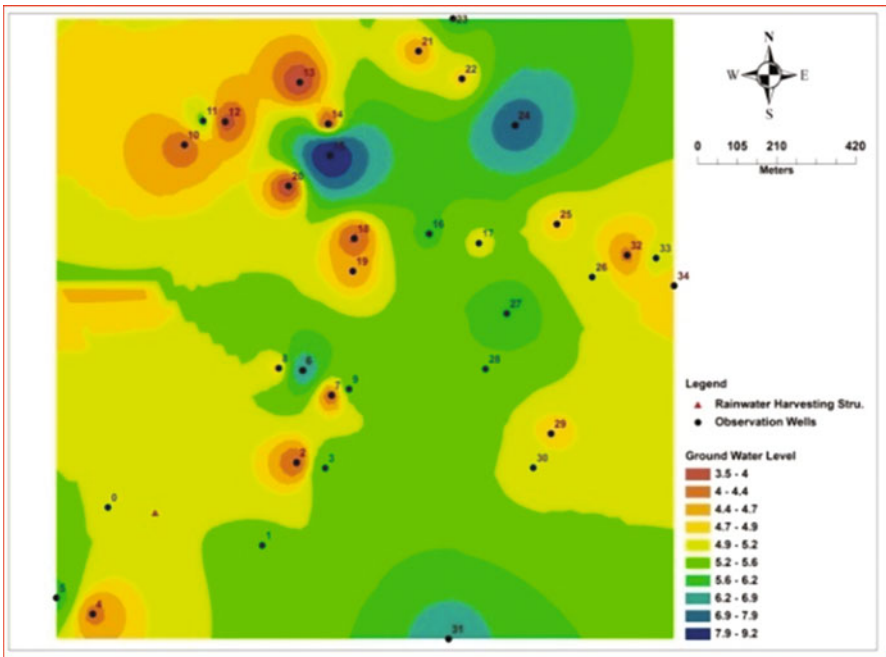 23
21
22
13
11
12
14
24
10
15
20
25
16
18
17
32
33
19
26
34
27
8
6
28
9
7
29
2
3
30
0
1
5
4
31
N
W E
S
0 105 210 420
Meters
Legend
Rainwater Harvesting Stru.
Observation Wells
Ground Water Level
3.5 - 4
4 - 4.4
4.4 - 4.7
4.7 - 4.9
4.9 - 5.2
5.2 - 5.6
5.6 - 6.2
6.2 - 6.9
6.9 - 7.9
7.9 - 9.2